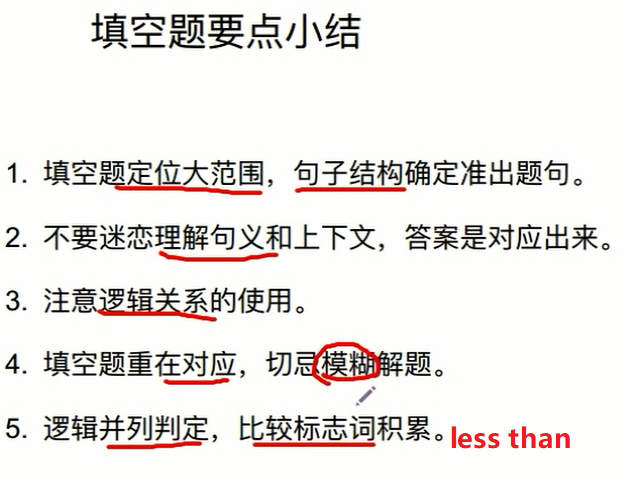 填空题要点小结
1. 填空题定位大范围，句子结构确定准出题句。
2. 不要迷恋理解句义和上下文，答案是对应出来。
3. 注意逻辑关系的使用。
4. 填空题重在对应，切忌模糊解题。
5. 逻辑并列判定，比较标志词积累。less than